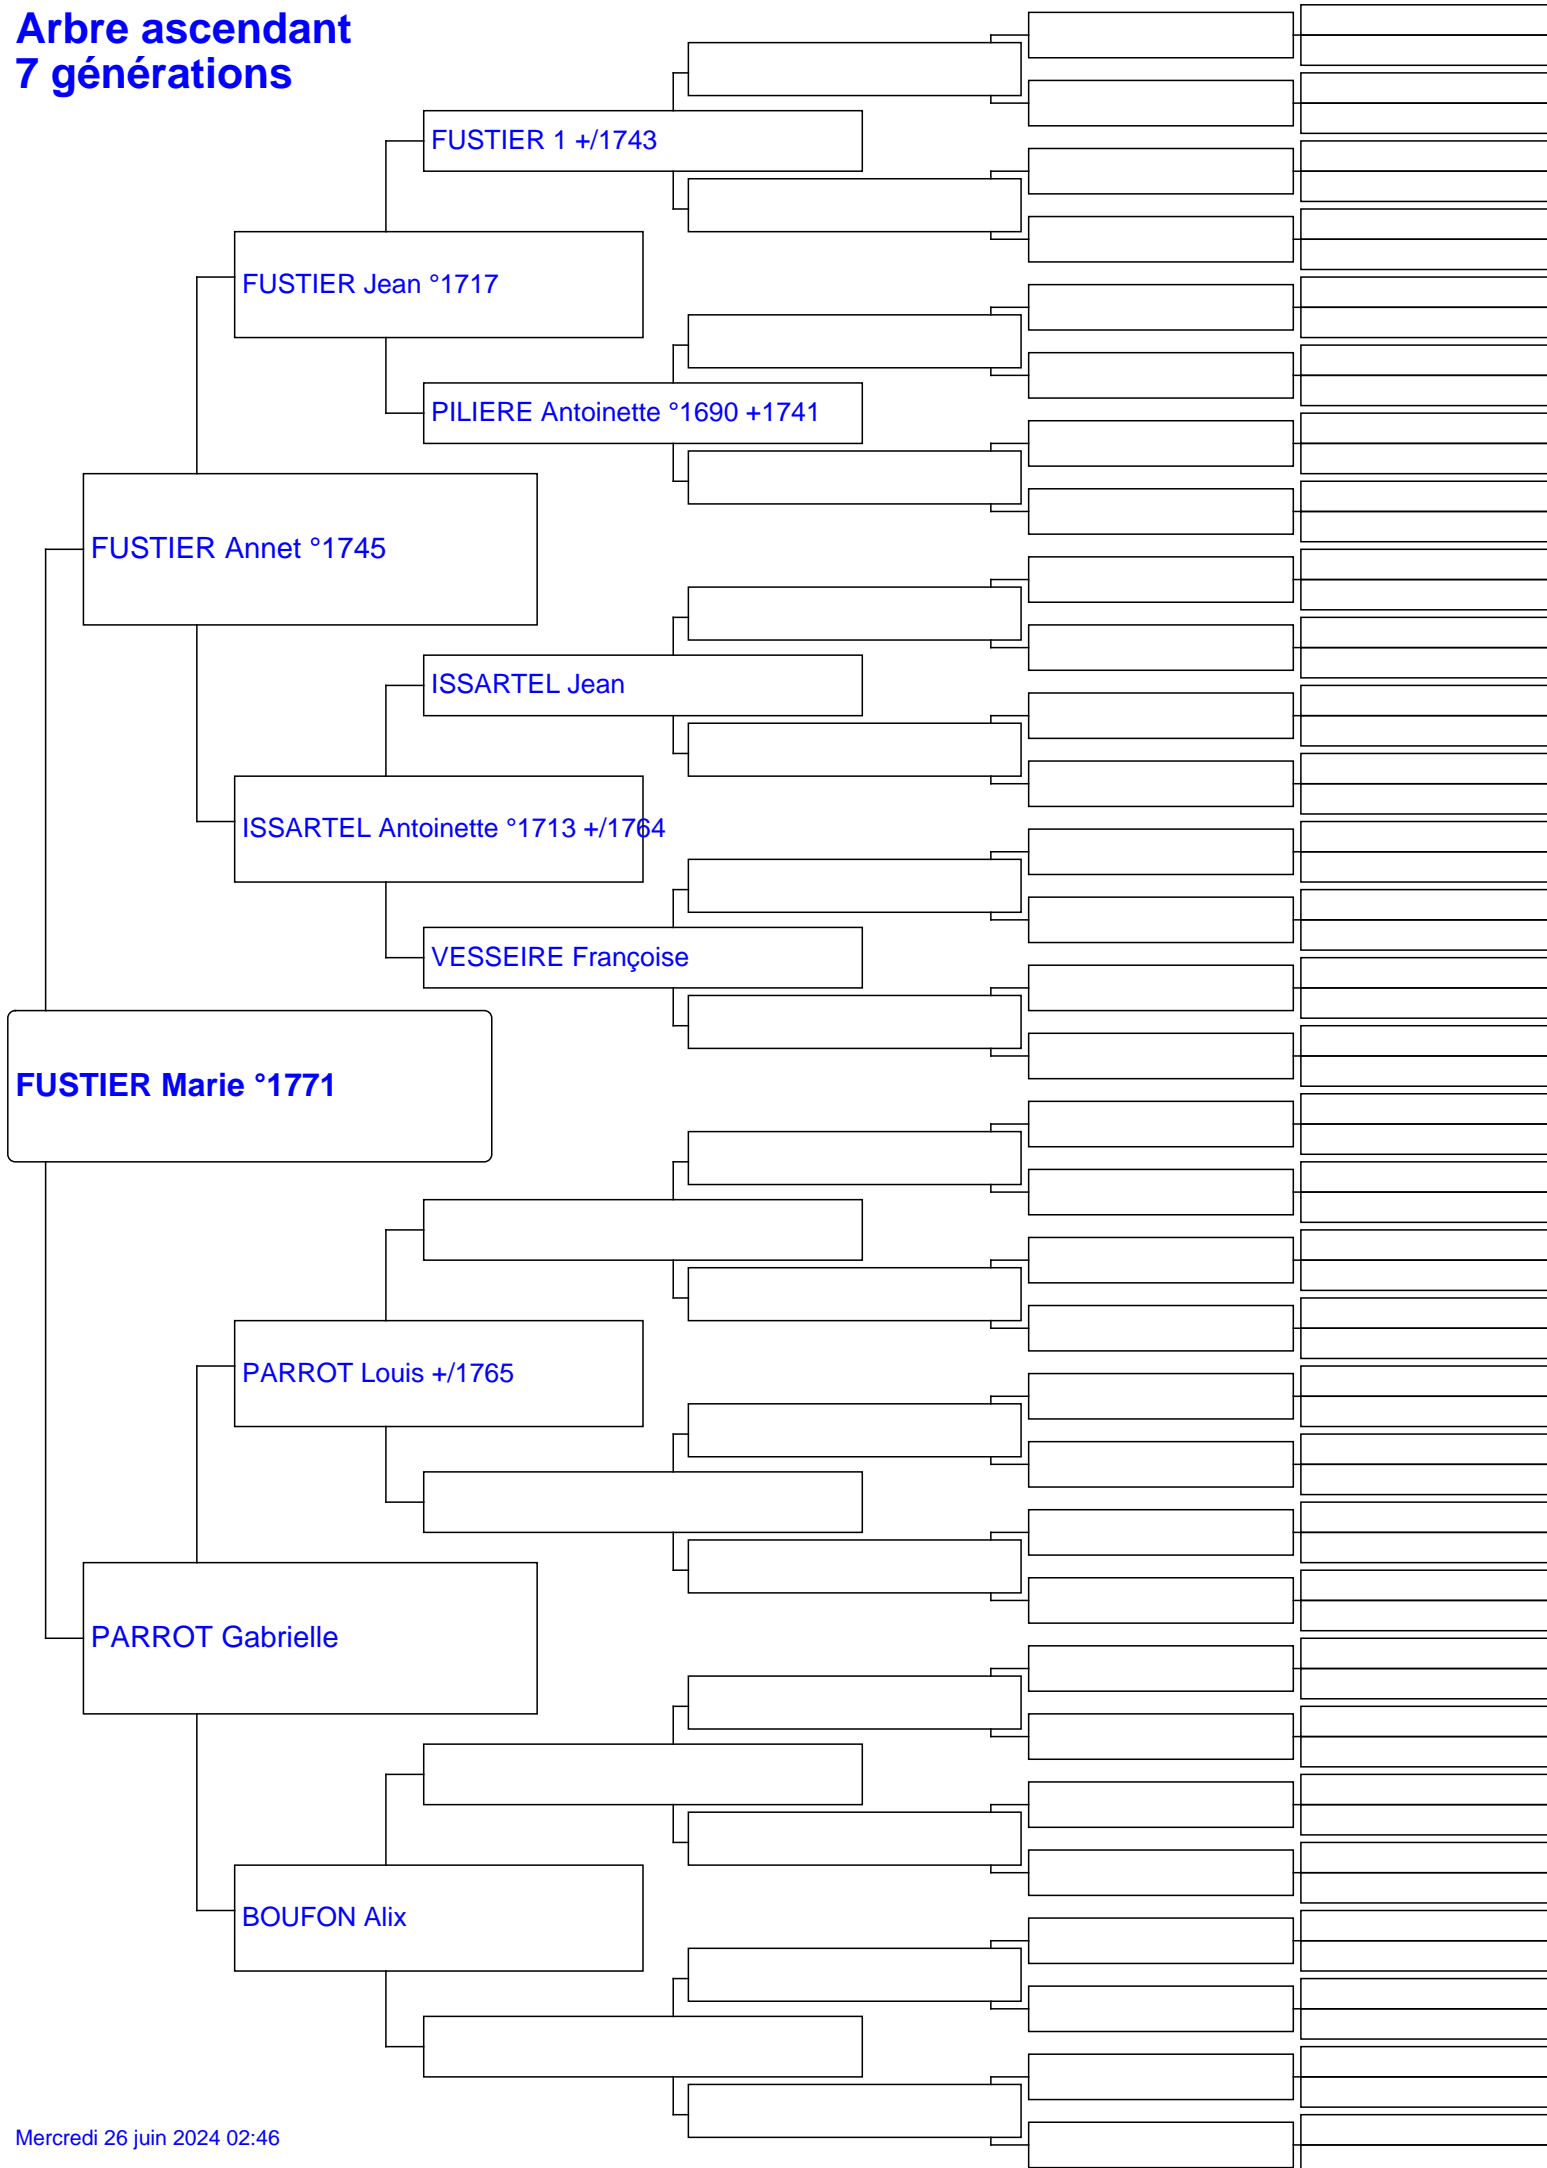 Arbre ascendant
7 générations
FUSTIER 1 +/1743
FUSTIER Jean °1717
PILIERE Antoinette °1690 +1741
FUSTIER Annet °1745
ISSARTEL Jean
ISSARTEL Antoinette °1713 +/1764
VESSEIRE Françoise
FUSTIER Marie °1771
PARROT Louis +/1765
PARROT Gabrielle
BOUFON Alix
Mercredi 26 juin 2024 02:46